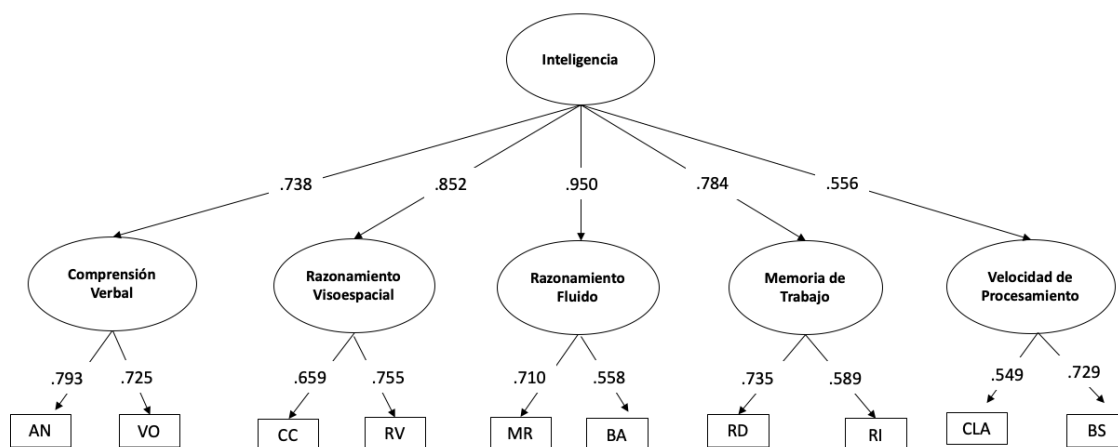 Inteligencia
.738
.852
.950
.784
.556
Comprensión
Verbal
Razonamiento
Visoespacial
Razonamiento
Fluido
Memoria de
Trabajo
Velocidad de
Procesamiento
.793
.725
.659
.755
.710
.558
.735
.589
.549
.729
AN
VO
CC
RV
MR
BA
RD
RI
CLA
BS